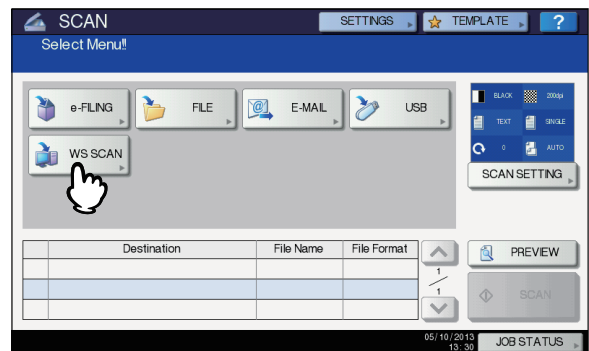 SCAN
SETTINGS
TEMPLATE
?
Select Menu!!
e-FILING
FILE
E-MAIL
USB
WS SCAN
BLACK
200dpi
TEXT
SINGLE
0
AUTO
SCAN SETTING
Destination
File Name
File Format
1
1
PREVIEW
SCAN
05/10/2013
13:30
JOB STATUS